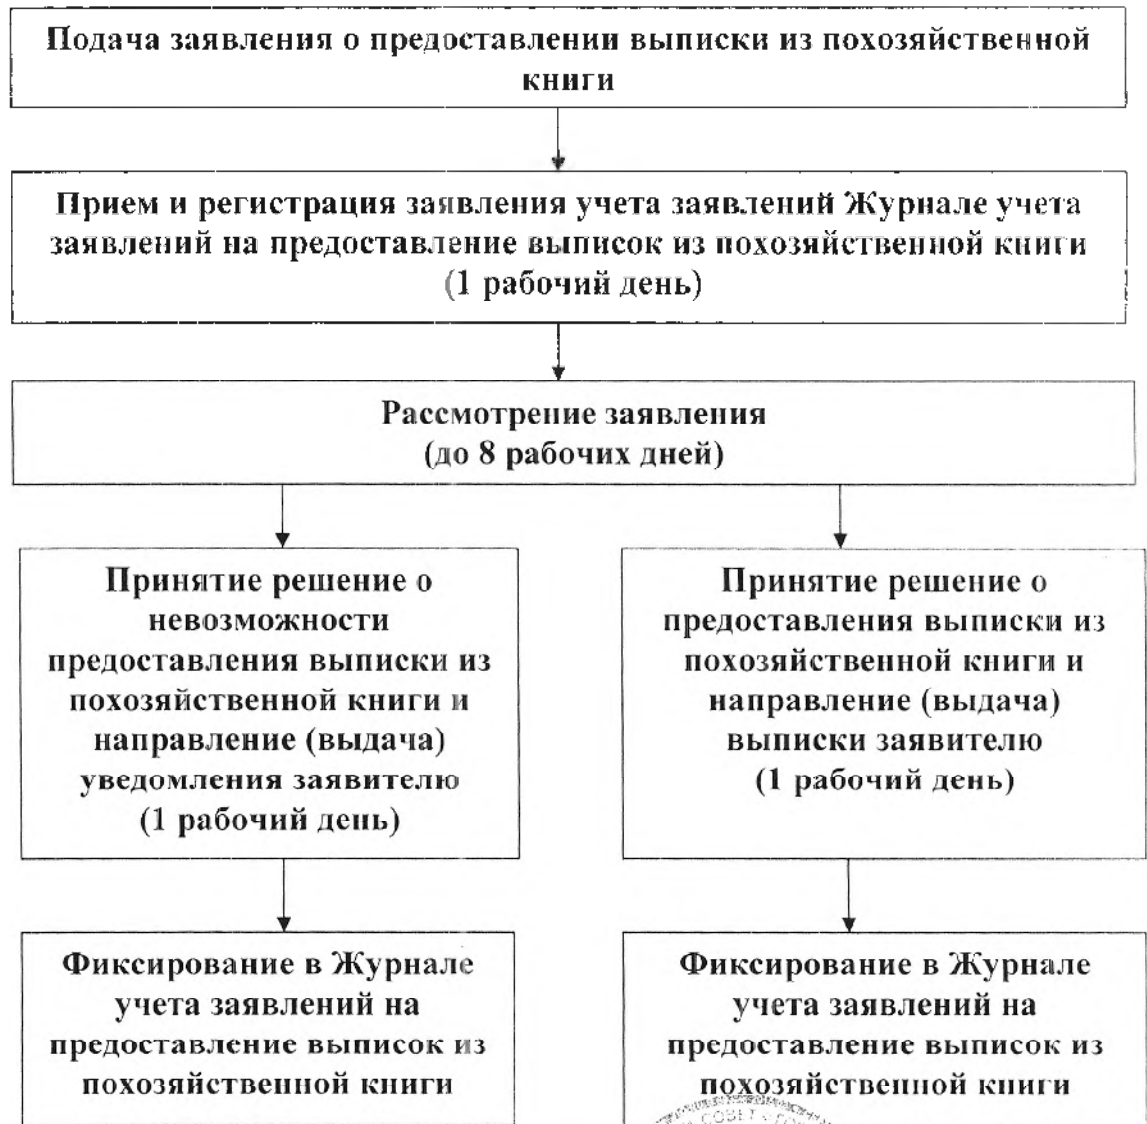 Подача заявления о предоставлении выписки из похозяйственной
книги
Прием и регистрация заявления учета заявлений Журнале учета
заявлений на предоставление выписок из похозяйственной книги
(1 рабочий день)
Рассмотрение заявления
(до 8 рабочих дней)
Принятие решение о
невозможности
предоставления выписки из
похозяйственной книги и
направление (выдача)
уведомления заявителю
(1 рабочий день)
Принятие решение о
предоставления выписки из
похозяйственной книги и
направление (выдача)
выписки заявителю
(1 рабочий день)
Фиксирование в Журнале
учета заявлений на
предоставление выписок из
похозяйственной книги
Фиксирование в Журнале
учета заявлений на
предоставление выписок из
похозяйственной книги
СОВЕТ